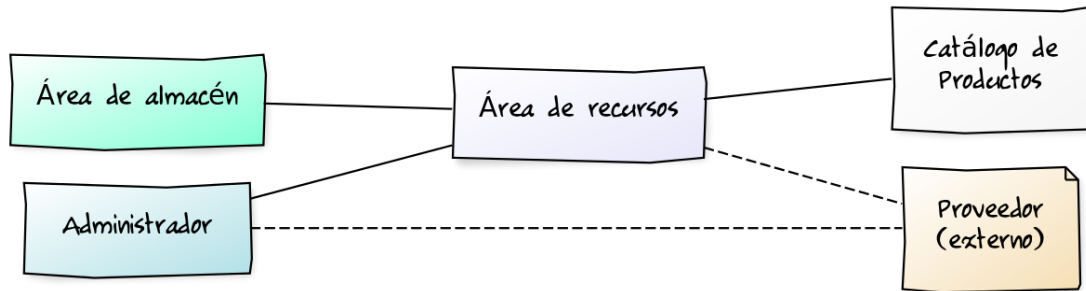 Área de almacén
Área de recursos
Catálogo de
Productos
Administrador
Proveedor
(externo)